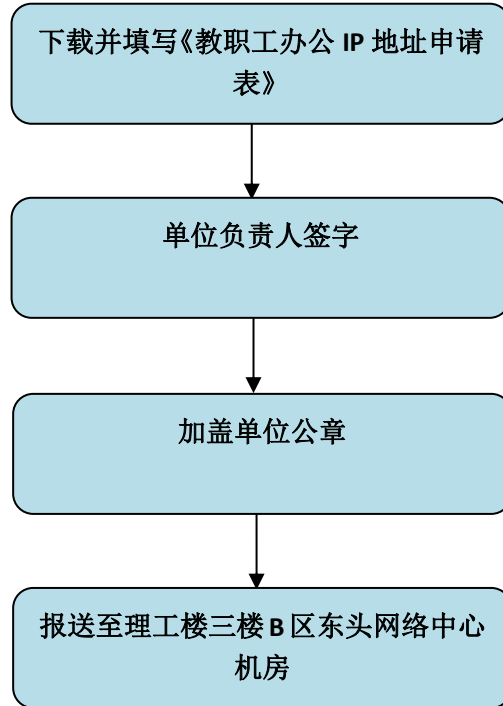 下载并填写《教职工办公 IP 地址申请
表》
单位负责人签字
加盖单位公章
报送至理工楼三楼 B 区东头网络中心
机房